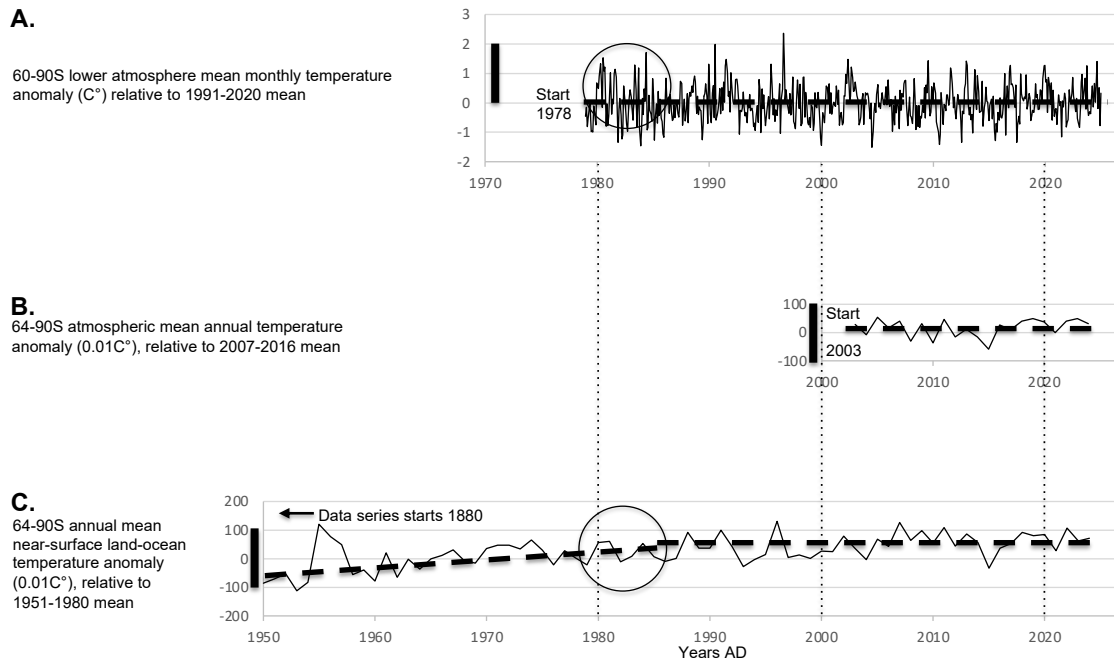 A.
60-90S lower atmosphere mean monthly temperature
anomaly (C°) relative to 1991-2020 mean
3
2
1
0
-1
-2
Start
1978
1970
1980
1990
2000
2010
2020
B.
64-90S atmospheric mean annual temperature
anomaly (0.01C°), relative to 2007-2016 mean
100
0
-100
Start
2003
2000
2010
2020
C.
64-90S annual mean
near-surface land-ocean
temperature anomaly
(0.01C°), relative to
1951-1980 mean
200
100
0
-100
-200
Data series starts 1880
1950
1960
1970
1980
1990
2000
2010
2020
Years AD